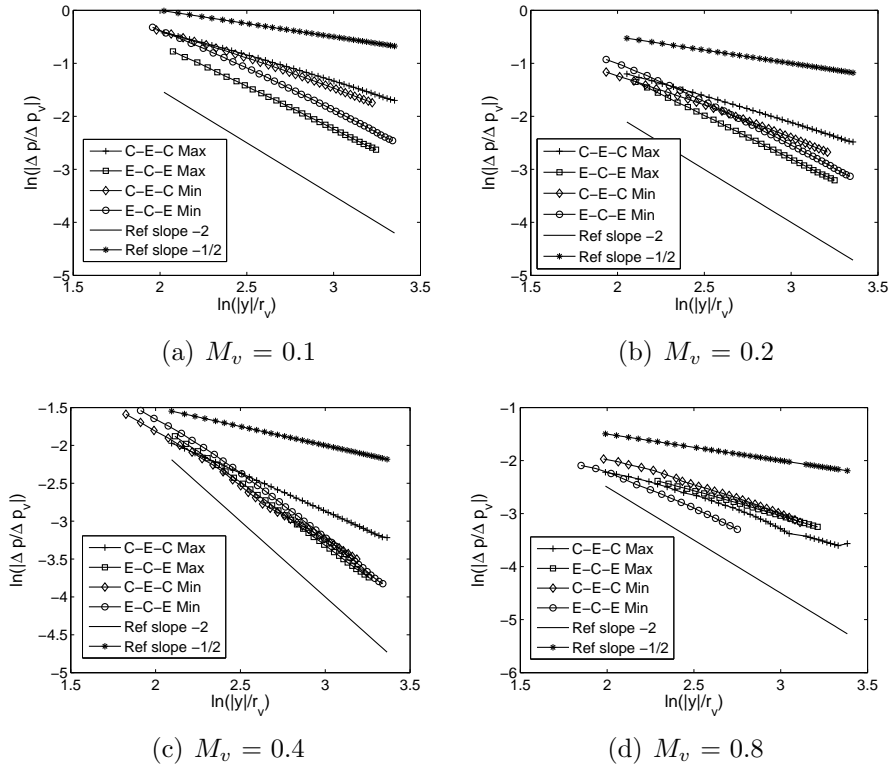 0
−1
−2
−3
−4
−5
1.5
2
2.5
3
3.5
ln(|Δ p/Δ p_v|)
ln(|y|/r_v)
C−E−C Max
E−C−E Max
C−E−C Min
E−C−E Min
Ref slope −2
Ref slope −1/2
(a) M_v = 0.1
0
−1
−2
−3
−4
−5
1.5
2
2.5
3
3.5
ln(|Δ p/Δ p_v|)
ln(|y|/r_v)
C−E−C Max
E−C−E Max
C−E−C Min
E−C−E Min
Ref slope −2
Ref slope −1/2
(b) M_v = 0.2
−1.5
−2
−2.5
−3
−3.5
−4
−4.5
−5
1.5
2
2.5
3
3.5
ln(|Δ p/Δ p_v|)
ln(|y|/r_v)
C−E−C Max
E−C−E Max
C−E−C Min
E−C−E Min
Ref slope −2
Ref slope −1/2
(c) M_v = 0.4
−1
−2
−3
−4
−5
−6
1.5
2
2.5
3
3.5
ln(|Δ p/Δ p_v|)
ln(|y|/r_v)
C−E−C Max
E−C−E Max
C−E−C Min
E−C−E Min
Ref slope −2
Ref slope −1/2
(d) M_v = 0.8